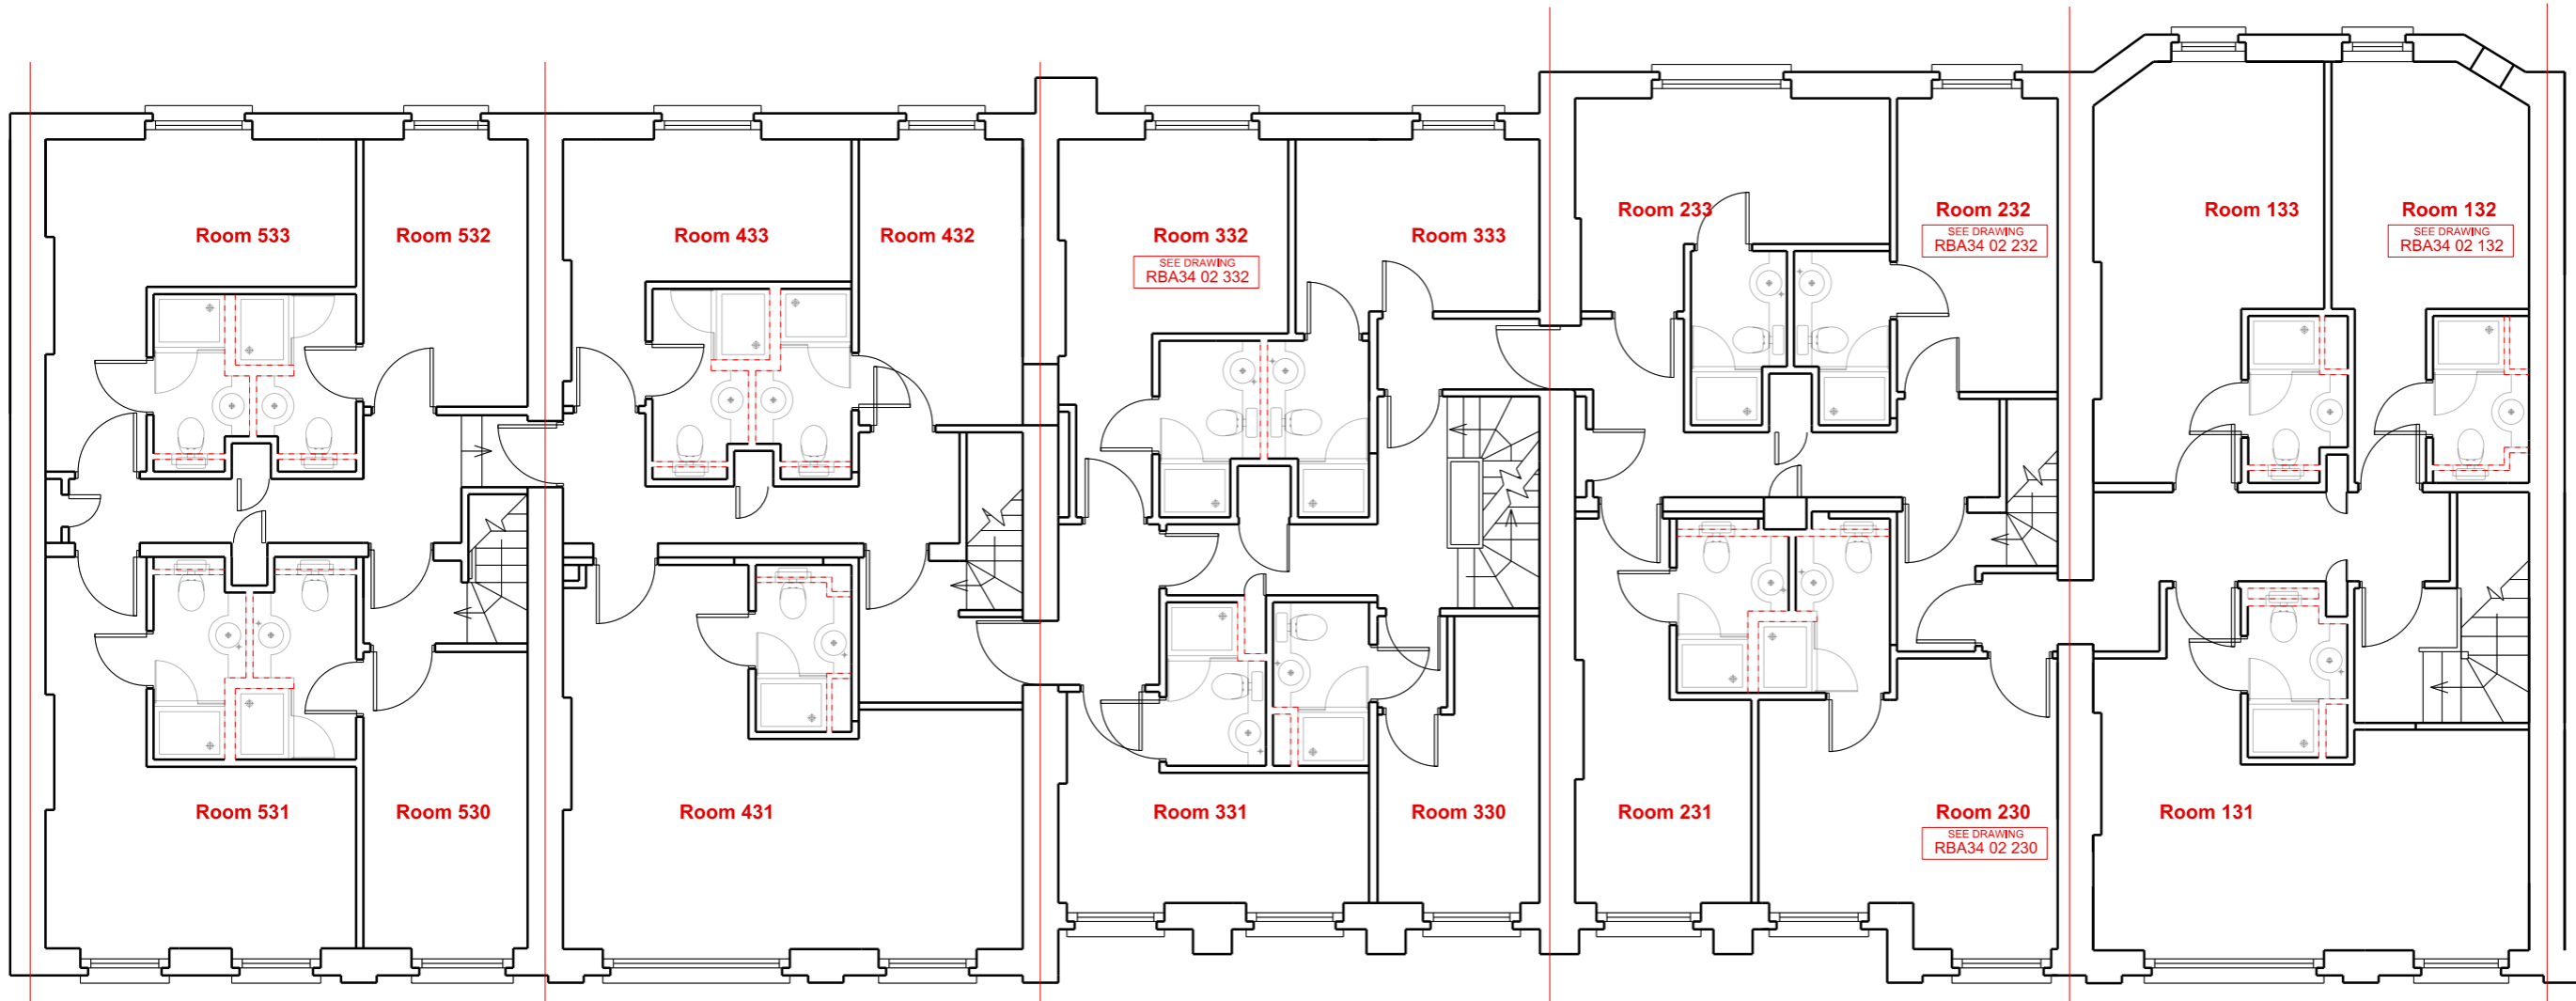 Room 533
Room 532
Room 433
Room 432
Room 332
SEE DRAWING
RBA34 02 332
Room 333
Room 233
Room 232
SEE DRAWING
RBA34 02 232
Room 133
Room 132
SEE DRAWING
RBA34 02 132
Room 531
Room 530
Room 431
Room 331
Room 330
Room 231
Room 230
SEE DRAWING
RBA34 02 230
Room 131